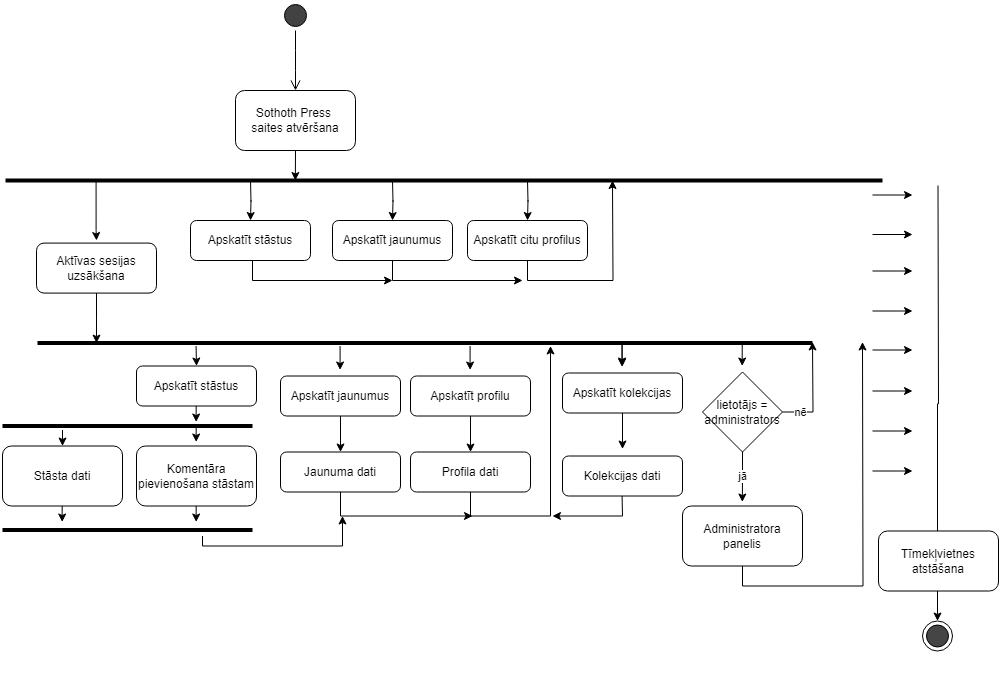 Sothoth Press
saites atvēršana
Apskatīt stāstus
Apskatīt jaunumus
Apskatīt citu profilus
Aktīvas sesijas
uzsākšana
Apskatīt stāstus
Apskatīt jaunumus
Apskatīt profilu
Apskatīt kolekcijas
lietotājs =
administrators
nē
Stāsta dati
Komentāra
pievienošana stāstam
Jaunuma dati
Profila dati
Kolekcijas dati
jā
Administratora
panelis
Tīmekļvietnes
atstāšana